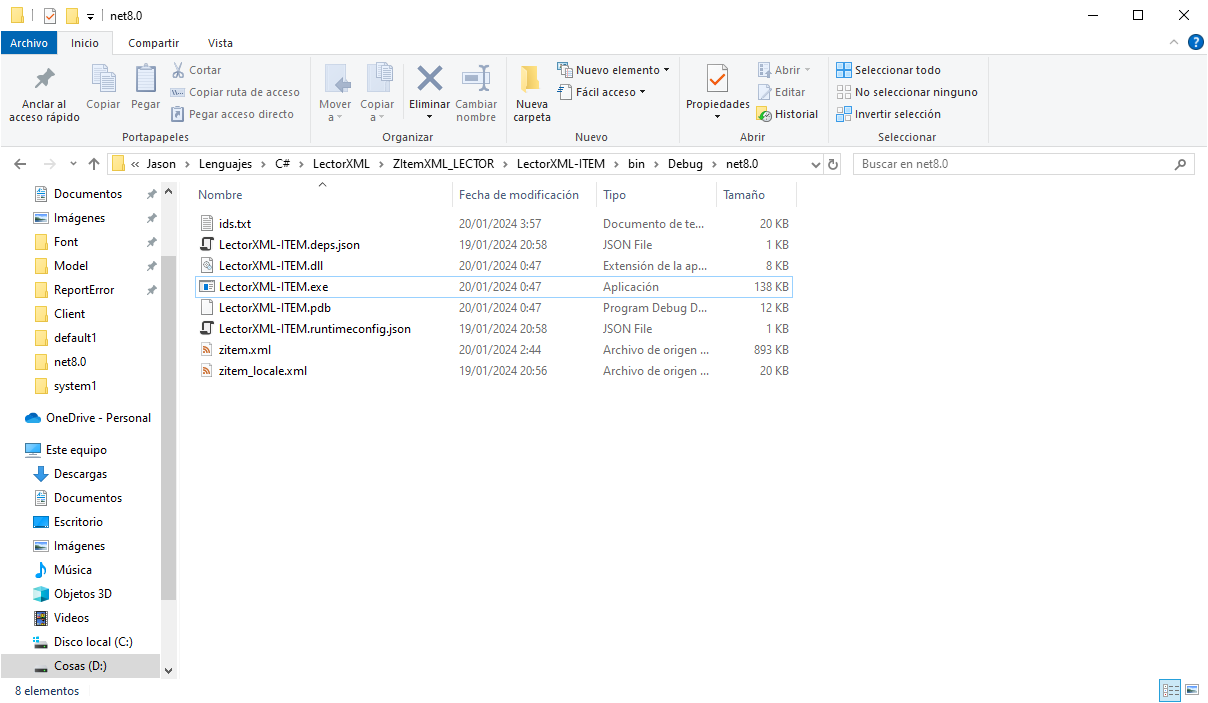 net8.0
Archivo Inicio Compartir Vista
Anclar al acceso rápido
Copiar
Pegar
Cortar
Copiar ruta de acceso
Pegar acceso directo
Portapapeles
Mover a
Copiar a
Eliminar
Cambiar nombre
Organizar
Nueva carpeta
Nuevo elemento
Fácil acceso
Nuevo
Propiedades
Abrir
Editar
Historial
Abrir
Seleccionar todo
No seleccionar ninguno
Invertir selección
Seleccionar
« Jason › Lenguajes › C# › LectorXML › ZItemXML_LECTOR › LectorXML-ITEM › bin › Debug › net8.0
Buscar en net8.0
Documentos
Imágenes
Font
Model
ReportError
Client
default1
net8.0
system1
OneDrive - Personal
Este equipo
Descargas
Documentos
Escritorio
Imágenes
Música
Objetos 3D
Videos
Disco local (C:)
Cosas (D:)
Nombre Fecha de modificación Tipo Tamaño
ids.txt 20/01/2024 3:57 Documento de te... 20 KB
LectorXML-ITEM.deps.json 19/01/2024 20:58 JSON File 1 KB
LectorXML-ITEM.dll 20/01/2024 0:47 Extensión de la ap... 8 KB
LectorXML-ITEM.exe 20/01/2024 0:47 Aplicación 138 KB
LectorXML-ITEM.pdb 20/01/2024 0:47 Program Debug D... 12 KB
LectorXML-ITEM.runtimeconfig.json 19/01/2024 20:58 JSON File 1 KB
zitem.xml 20/01/2024 2:44 Archivo de origen ... 893 KB
zitem_locale.xml 19/01/2024 20:56 Archivo de origen ... 20 KB
8 elementos